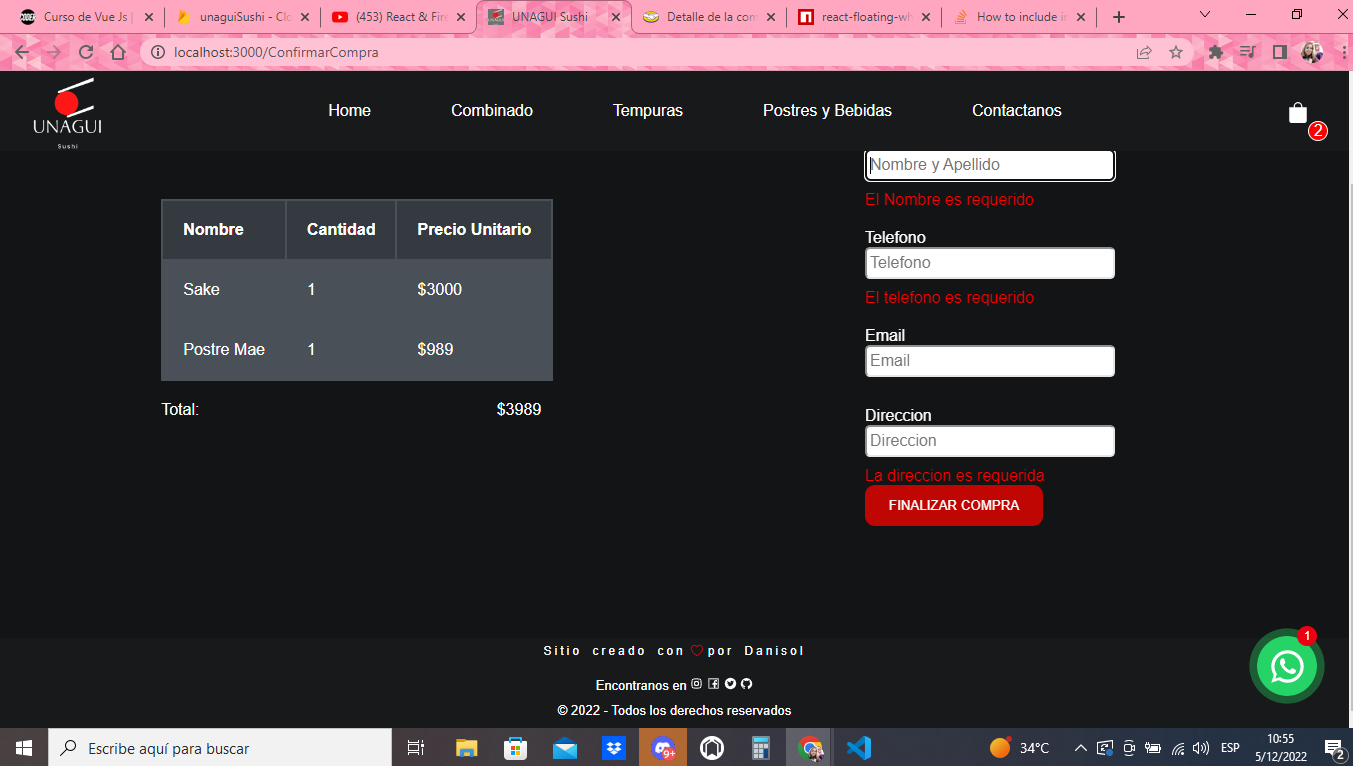 Curso de Vue Js |
unaguiSushi - Clo
(453) React & Fire
UNAGUI Sushi
Detalle de la com
react-floating-wh
How to include in
localhost:3000/ConfirmarCompra
UNAGUI
Sushi
Home
Combinado
Tempuras
Postres y Bebidas
Contactanos
2
Nombre y Apellido
El Nombre es requerido
Nombre Cantidad Precio Unitario
Sake 1 $3000
Postre Mae 1 $989
Total: $3989
Telefono
Telefono
El telefono es requerido
Email
Email
Direccion
Direccion
La direccion es requerida
FINALIZAR COMPRA
1
Sitio creado con por Danisol
Encontranos en
© 2022 - Todos los derechos reservados
Escribe aquí para buscar
9+
34°C
ESP
10:55
5/12/2022
2